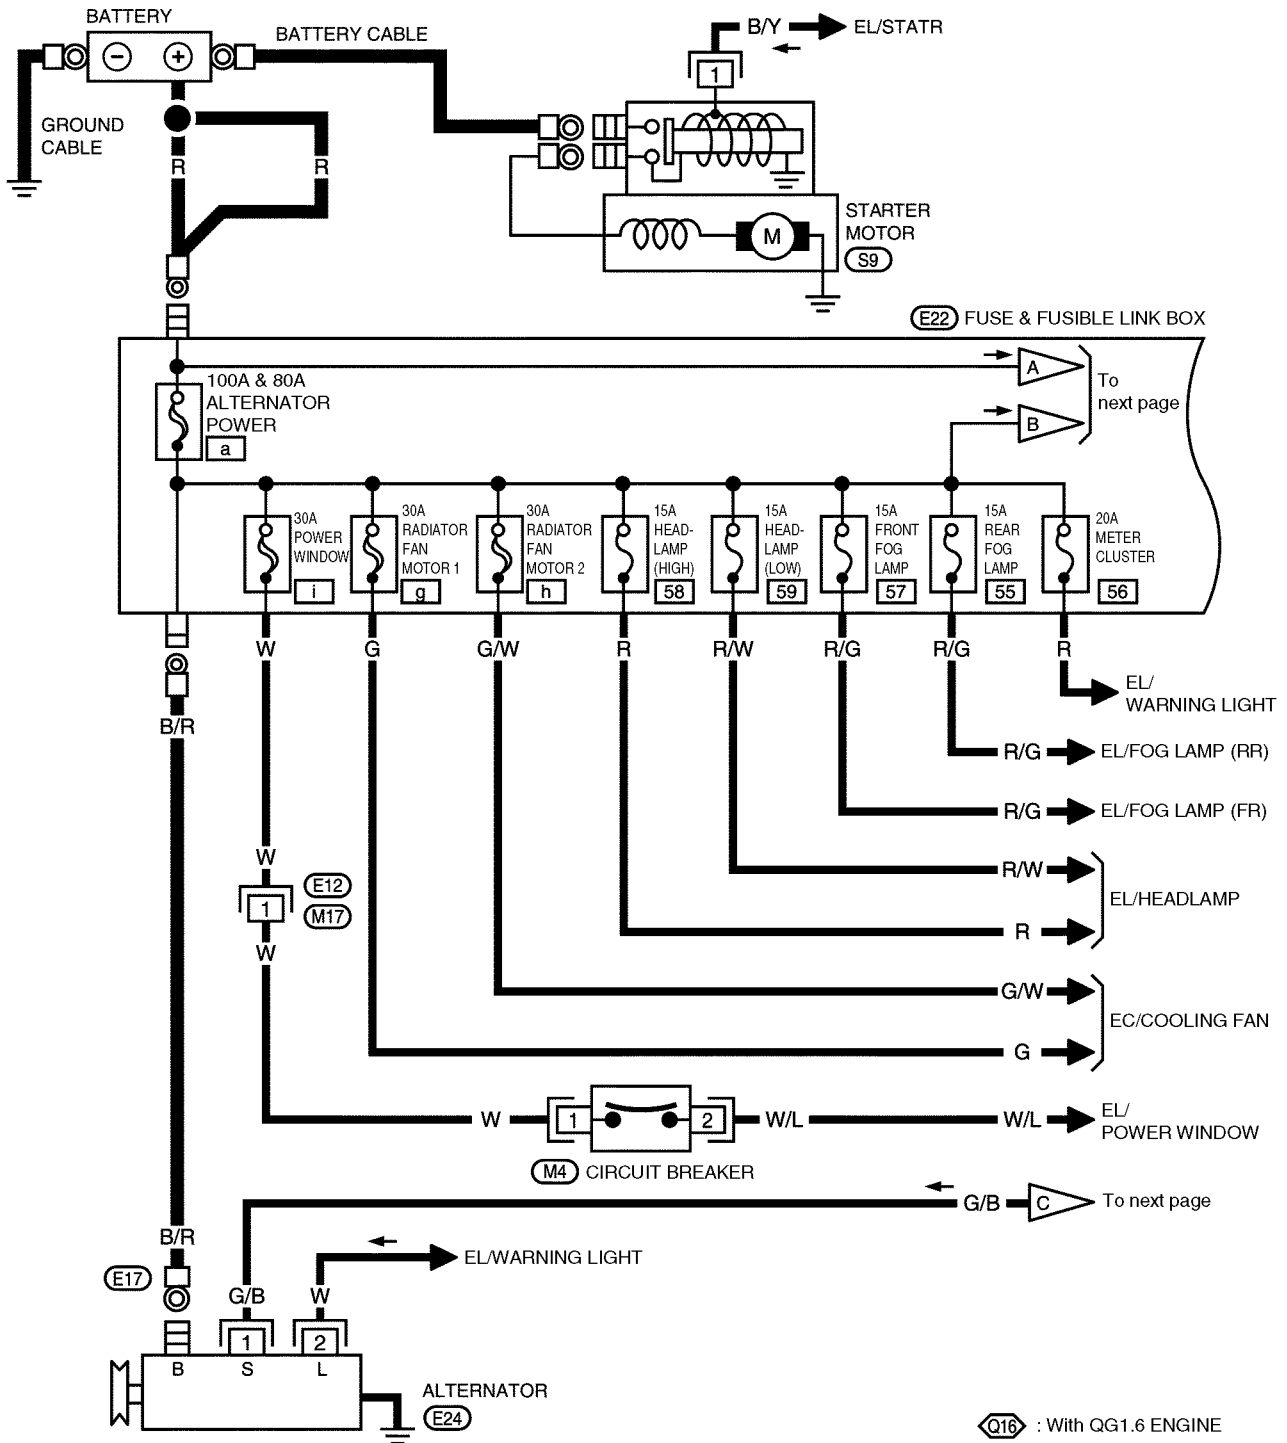 BATTERY
BATTERY CABLE
B/Y
EL/STATR
−
+
1
GROUND
CABLE
R
R
M
STARTER
MOTOR
S9
E22
FUSE & FUSIBLE LINK BOX
A
To
next page
B
100A & 80A
ALTERNATOR
POWER
a
30A
POWER
WINDOW
i
30A
RADIATOR
FAN
MOTOR 1
g
30A
RADIATOR
FAN
MOTOR 2
h
15A
HEAD-
LAMP
(HIGH)
58
15A
HEAD-
LAMP
(LOW)
59
15A
FRONT
FOG
LAMP
57
15A
REAR
FOG
LAMP
55
20A
METER
CLUSTER
56
W
G
G/W
R
R/W
R/G
R/G
R
EL/
WARNING LIGHT
B/R
R/G
EL/FOG LAMP (RR)
R/G
EL/FOG LAMP (FR)
W
R/W
EL/HEADLAMP
R
E12
1
M17
W
G/W
EC/COOLING FAN
G
W
1
2
W/L
W/L
EL/
POWER WINDOW
M4
CIRCUIT BREAKER
G/B
C
To next page
B/R
EL/WARNING LIGHT
E17
G/B
W
1
2
B
S
L
ALTERNATOR
E24
Q16
: With QG1.6 ENGINE